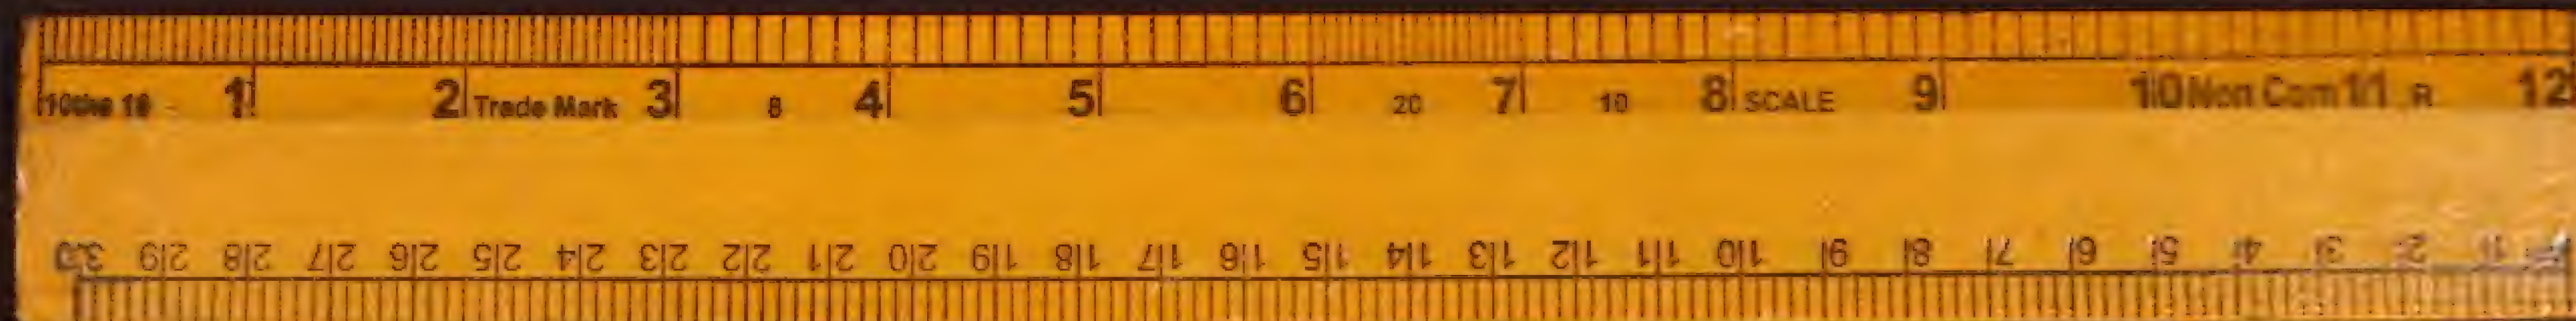 10ths 16 1 2 Trade Mark 3 8 4 5 6 20 7 10 8 SCALE 9 10 Non Com 11 R 12
30 29 28 27 26 25 24 23 22 21 20 19 18 17 16 15 14 13 12 11 10 9 8 7 6 5 4 3 2 1